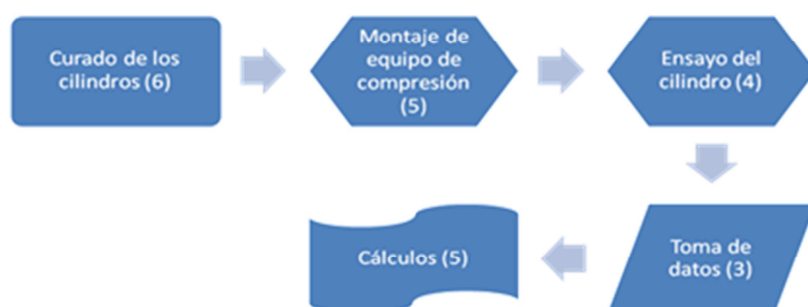 Curado de los
cilindros (6)
Montaje de
equipo de
compresión
(5)
Ensayo del
cilindro (4)
Toma de
datos (3)
Cálculos (5)